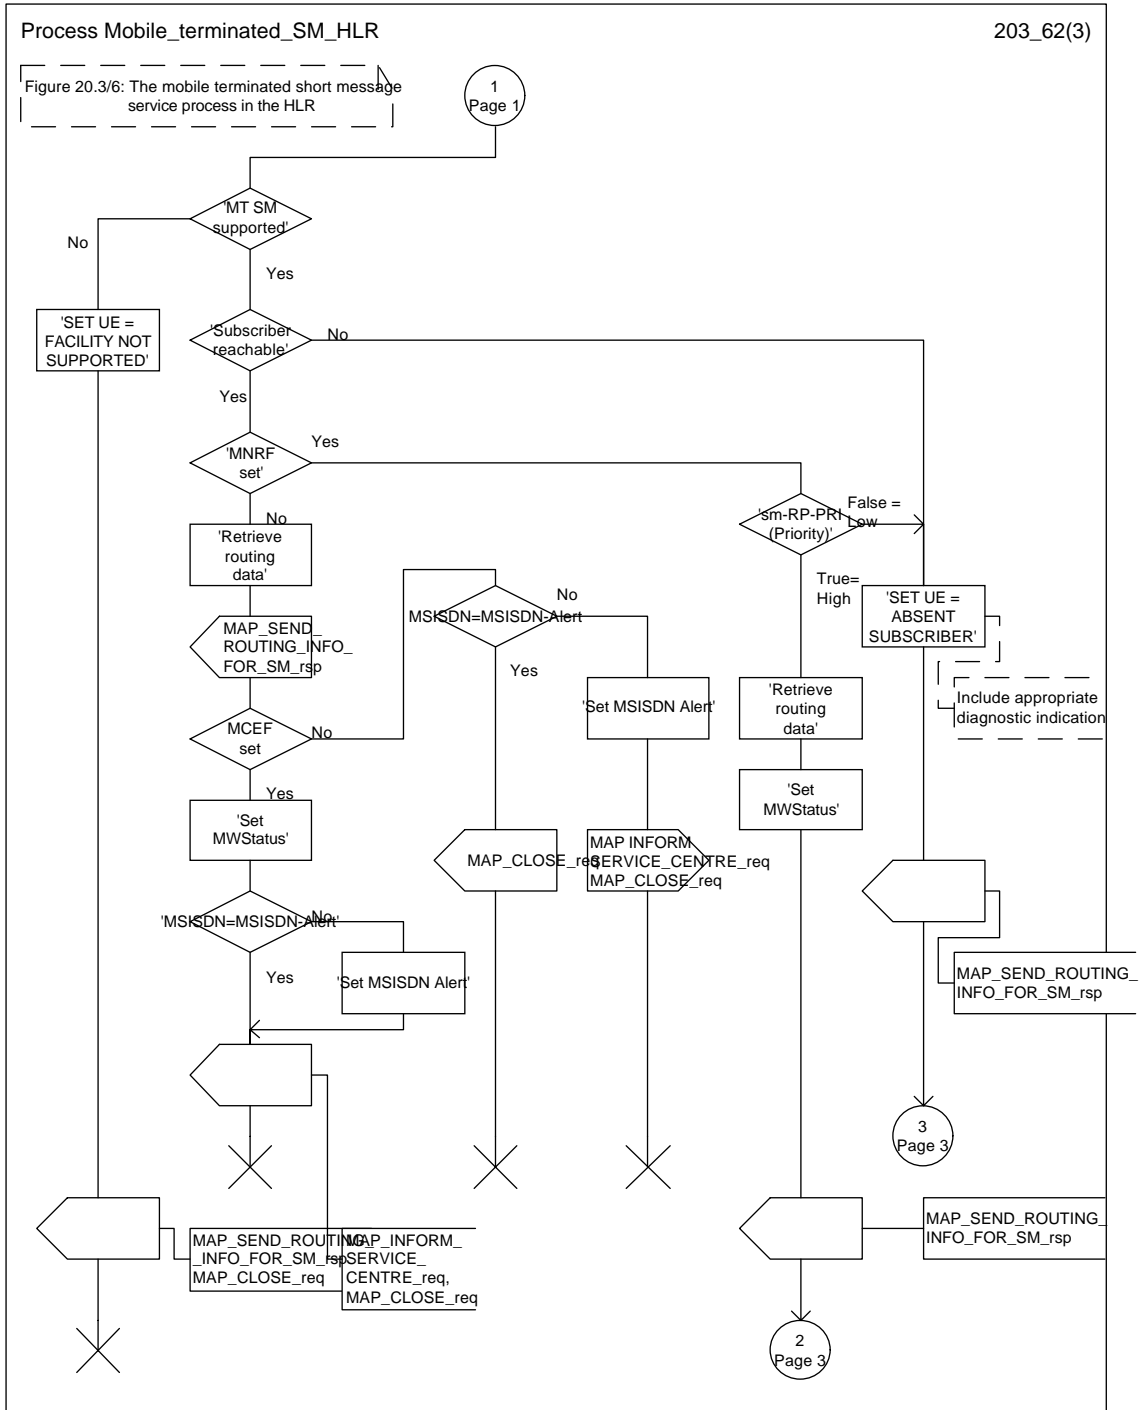 Process Mobile_terminated_SM_HLR
203_62(3)
Figure 20.3/6: The mobile terminated short message
service process in the HLR
1
Page 1
'MT SM
supported'
No
Yes
'SET UE =
FACILITY NOT
SUPPORTED'
'Subscriber
reachable'
No
Yes
'MNRF
set'
Yes
No
'sm-RP-PRI
(Priority)'
False =
Low
True=
High
'Retrieve
routing
data'
MSISDN=MSISDN-Alert
No
Yes
'SET UE =
ABSENT
SUBSCRIBER'
MAP_SEND_
ROUTING_INFO_
FOR_SM_rsp
'Set MSISDN Alert'
'Retrieve
routing
data'
Include appropriate
diagnostic indication
MCEF
set
No
Yes
'Set
MWStatus'
'Set
MWStatus'
MAP_CLOSE_req
MAP INFORM
SERVICE_CENTRE_req
MAP_CLOSE_req
'MSISDN=MSISDN-Alert'
No
Yes
'Set MSISDN Alert'
MAP_SEND_ROUTING_
INFO_FOR_SM_rsp
3
Page 3
MAP_SEND_ROUTING_
_INFO_FOR_SM_rsp
MAP_CLOSE_req
MAP_INFORM_
SERVICE_
CENTRE_req,
MAP_CLOSE_req
MAP_SEND_ROUTING_
INFO_FOR_SM_rsp
2
Page 3